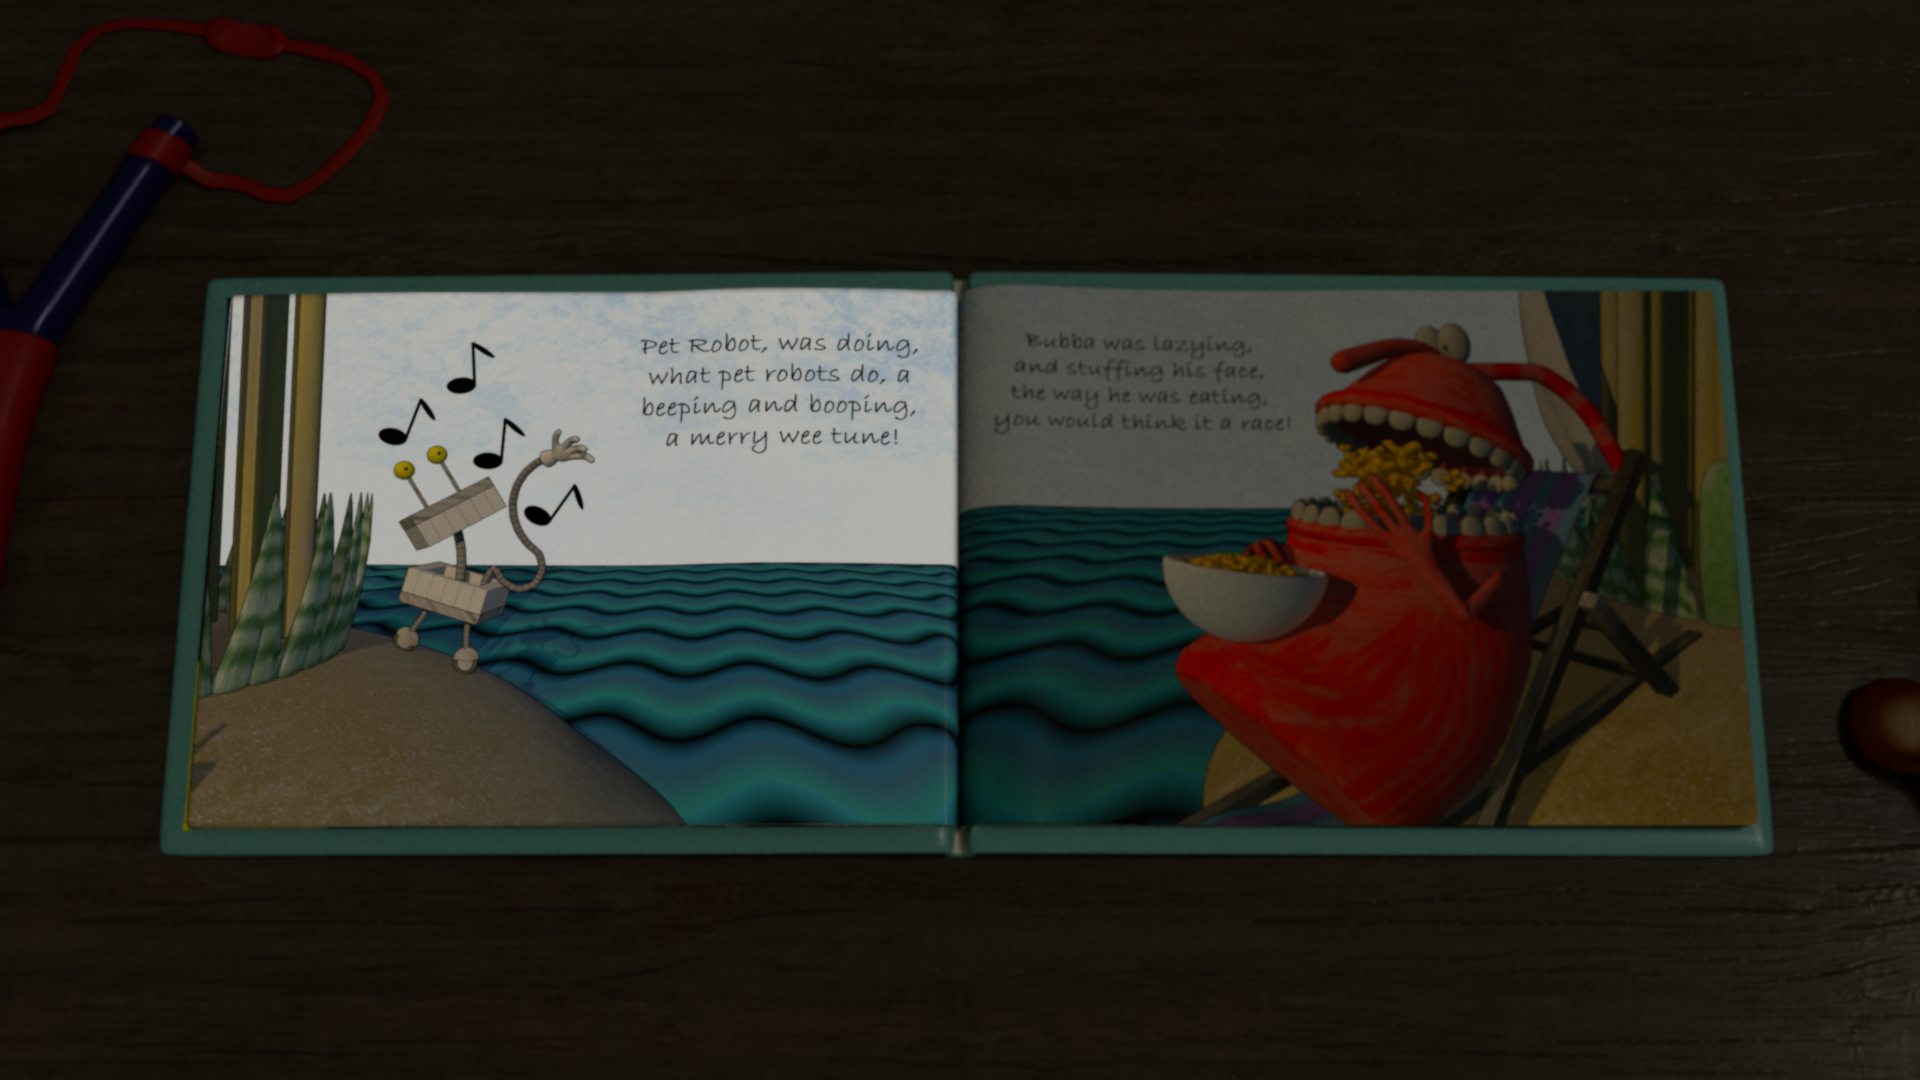 Pet Robot, was doing,
what pet robots do, a
beeping and booping,
a merry wee tune!
Bubba was lazying,
and stuffing his face,
the way he was eating,
you would think it a race!